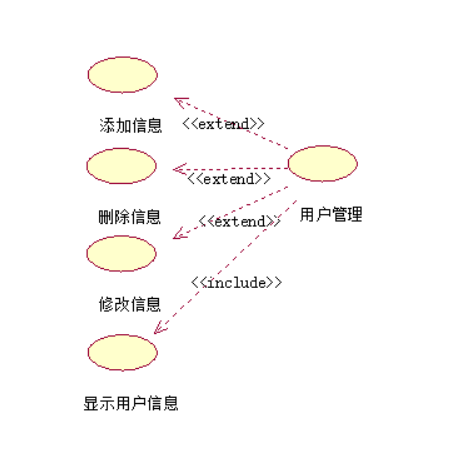 添加信息
<<extend>>
<<extend>>
删除信息
用户管理
<<extend>>
<<include>>
修改信息
显示用户信息